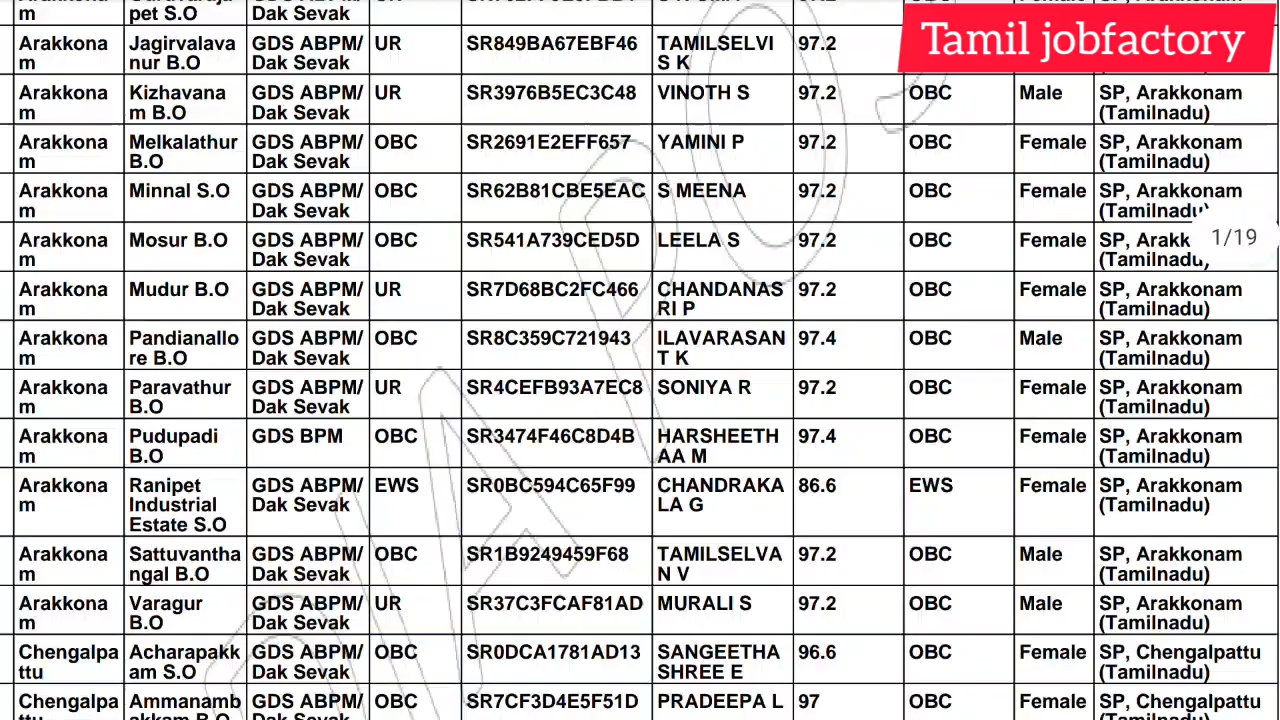 pet S.O
Tamil jobfactory
Arakkona Jagirvalava GDS ABPM/ UR SR849BA67EBF46 TAMILSELVI 97.2
m nur B.O Dak Sevak S K
Arakkona Kizhavana GDS ABPM/ UR SR3976B5EC3C48 VINOTH S 97.2 OBC Male SP, Arakkonam
m m B.O Dak Sevak (Tamilnadu)
Arakkona Melkalathur GDS ABPM/ OBC SR2691E2EFF657 YAMINI P 97.2 OBC Female SP, Arakkonam
m B.O Dak Sevak (Tamilnadu)
Arakkona Minnal S.O GDS ABPM/ OBC SR62B81CBE5EAC S MEENA 97.2 OBC Female SP, Arakkonam
m Dak Sevak (Tamilnadu)
Arakkona Mosur B.O GDS ABPM/ OBC SR541A739CED5D LEELA S 97.2 OBC Female SP, Arakk 1/19
m Dak Sevak (Tamilnadu)
Arakkona Mudur B.O GDS ABPM/ UR SR7D68BC2FC466 CHANDANAS 97.2 OBC Female SP, Arakkonam
m Dak Sevak RI P (Tamilnadu)
Arakkona Pandianallo GDS ABPM/ OBC SR8C359C721943 ILAVARASAN 97.4 OBC Male SP, Arakkonam
m re B.O Dak Sevak T K (Tamilnadu)
Arakkona Paravathur GDS ABPM/ UR SR4CEFB93A7EC8 SONIYA R 97.2 OBC Female SP, Arakkonam
m B.O Dak Sevak (Tamilnadu)
Arakkona Pudupadi GDS BPM OBC SR3474F46C8D4B HARSHEETH 97.4 OBC Female SP, Arakkonam
m B.O AA M (Tamilnadu)
Arakkona Ranipet GDS ABPM/ EWS SR0BC594C65F99 CHANDRAKA 86.6 EWS Female SP, Arakkonam
m Industrial Dak Sevak LA G (Tamilnadu)
Estate S.O
Arakkona Sattuvantha GDS ABPM/ OBC SR1B9249459F68 TAMILSELVA 97.2 OBC Male SP, Arakkonam
m ngal B.O Dak Sevak N V (Tamilnadu)
Arakkona Varagur GDS ABPM/ UR SR37C3FCAF81AD MURALI S 97.2 OBC Male SP, Arakkonam
m B.O Dak Sevak (Tamilnadu)
Chengalpa Acharapakk GDS ABPM/ OBC SR0DCA1781AD13 SANGEETHA 96.6 OBC Female SP, Chengalpattu
ttu am S.O Dak Sevak SHREE E (Tamilnadu)
Chengalpa Ammanamb GDS ABPM/ OBC SR7CF3D4E5F51D PRADEEPA L 97 OBC Female SP, Chengalpattu